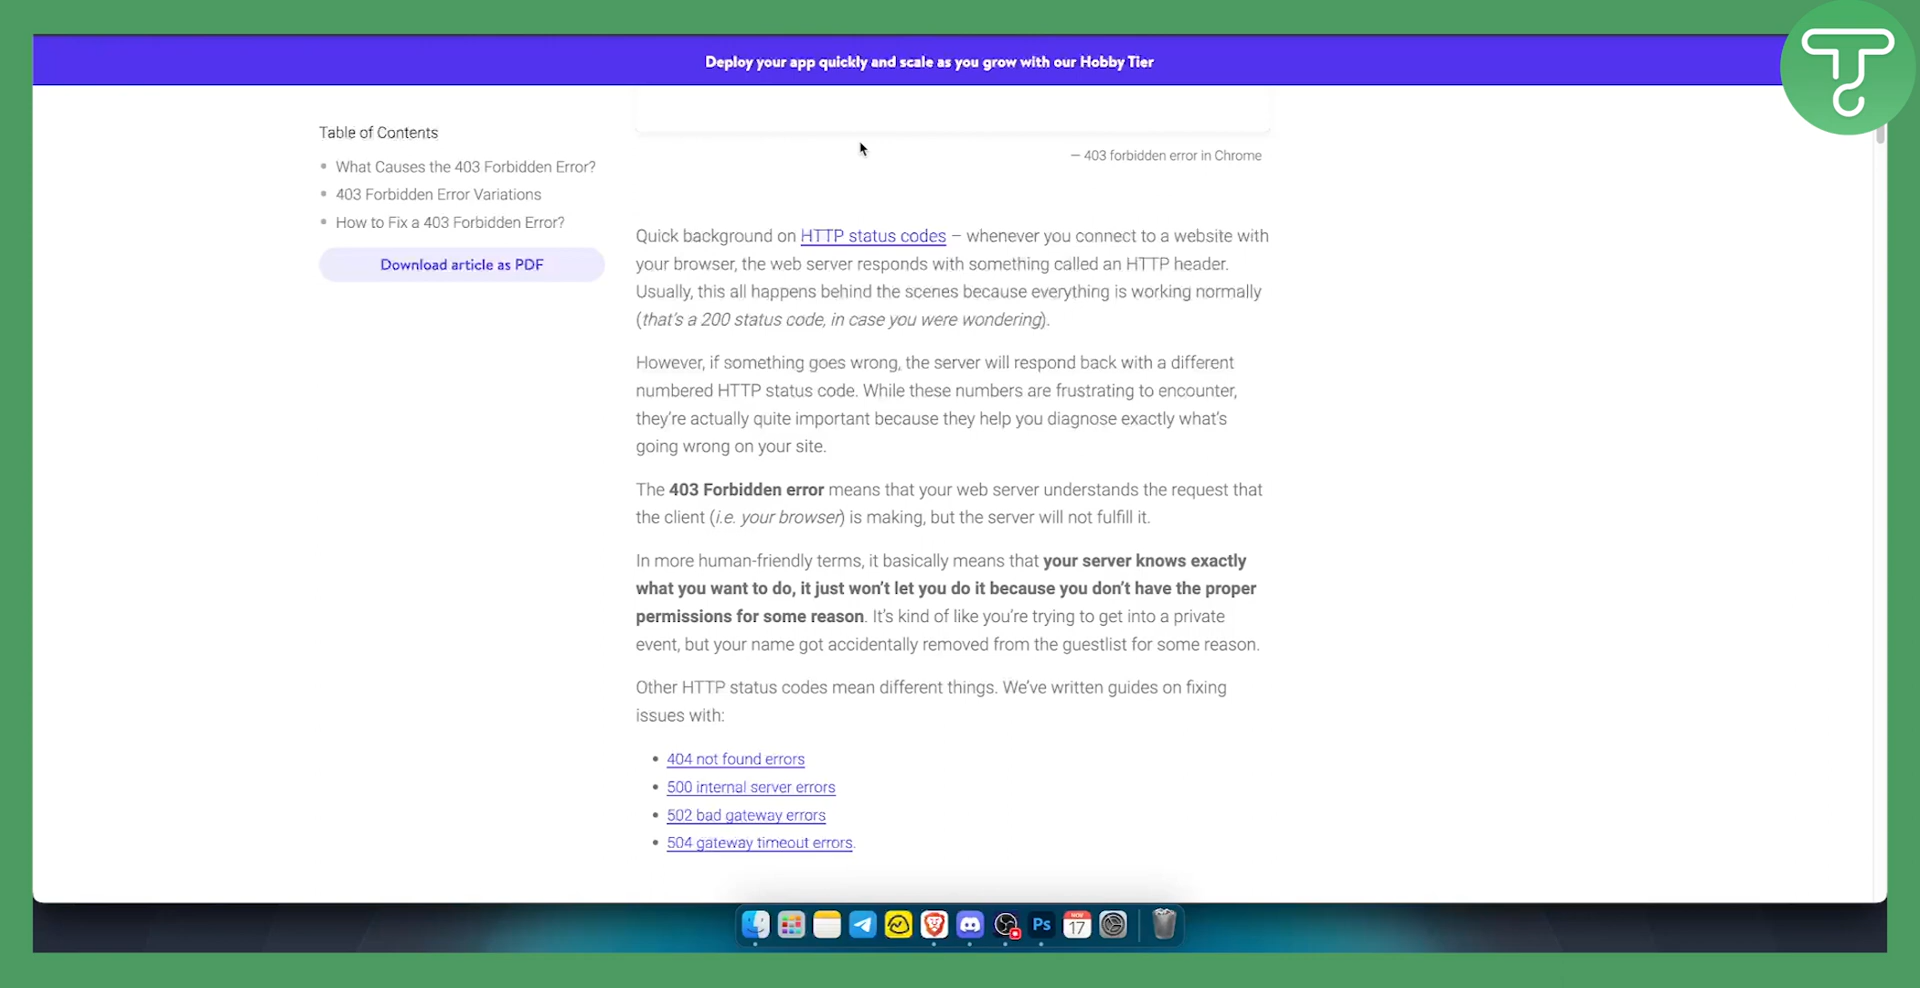 Deploy your app quickly and scale as you grow with our Hobby Tier
Table of Contents
What Causes the 403 Forbidden Error?
403 Forbidden Error Variations
How to Fix a 403 Forbidden Error?
Download article as PDF
— 403 forbidden error in Chrome
Quick background on HTTP status codes – whenever you connect to a website with
your browser, the web server responds with something called an HTTP header.
Usually, this all happens behind the scenes because everything is working normally
(that’s a 200 status code, in case you were wondering).
However, if something goes wrong, the server will respond back with a different
numbered HTTP status code. While these numbers are frustrating to encounter,
they’re actually quite important because they help you diagnose exactly what’s
going wrong on your site.
The 403 Forbidden error means that your web server understands the request that
the client (i.e. your browser) is making, but the server will not fulfill it.
In more human-friendly terms, it basically means that your server knows exactly
what you want to do, it just won’t let you do it because you don’t have the proper
permissions for some reason. It’s kind of like you’re trying to get into a private
event, but your name got accidentally removed from the guestlist for some reason.
Other HTTP status codes mean different things. We’ve written guides on fixing
issues with:
404 not found errors
500 internal server errors
502 bad gateway errors
504 gateway timeout errors.
Ps
NOV
17